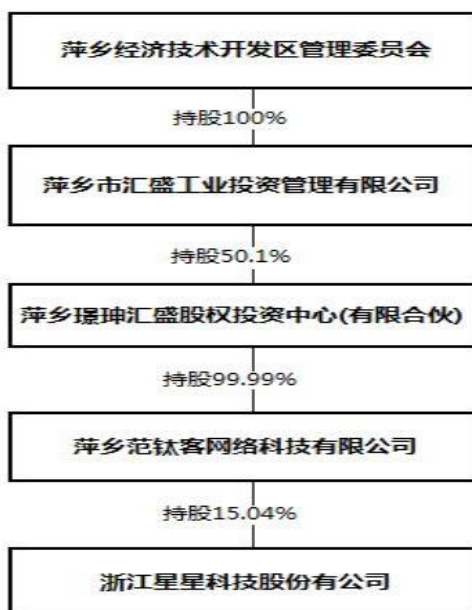 萍乡经济技术开发区管理委员会
持股100%
萍乡市汇盛工业投资管理有限公司
持股50.1%
萍乡璟珅汇盛股权投资中心(有限合伙)
持股99.99%
萍乡范钛客网络科技有限公司
持股15.04%
浙江星星科技股份有公司